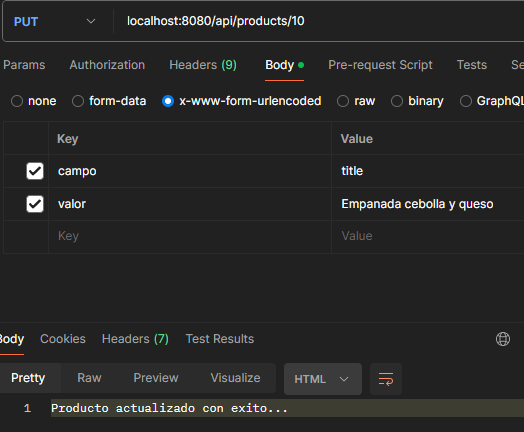 PUT localhost:8080/api/products/10
Params Authorization Headers (9) Body Pre-request Script Tests Se
none form-data x-www-form-urlencoded raw binary GraphQL
Key Value
campo title
valor Empanada cebolla y queso
Key Value
Body Cookies Headers (7) Test Results
Pretty Raw Preview Visualize HTML
1 Producto actualizado con exito...